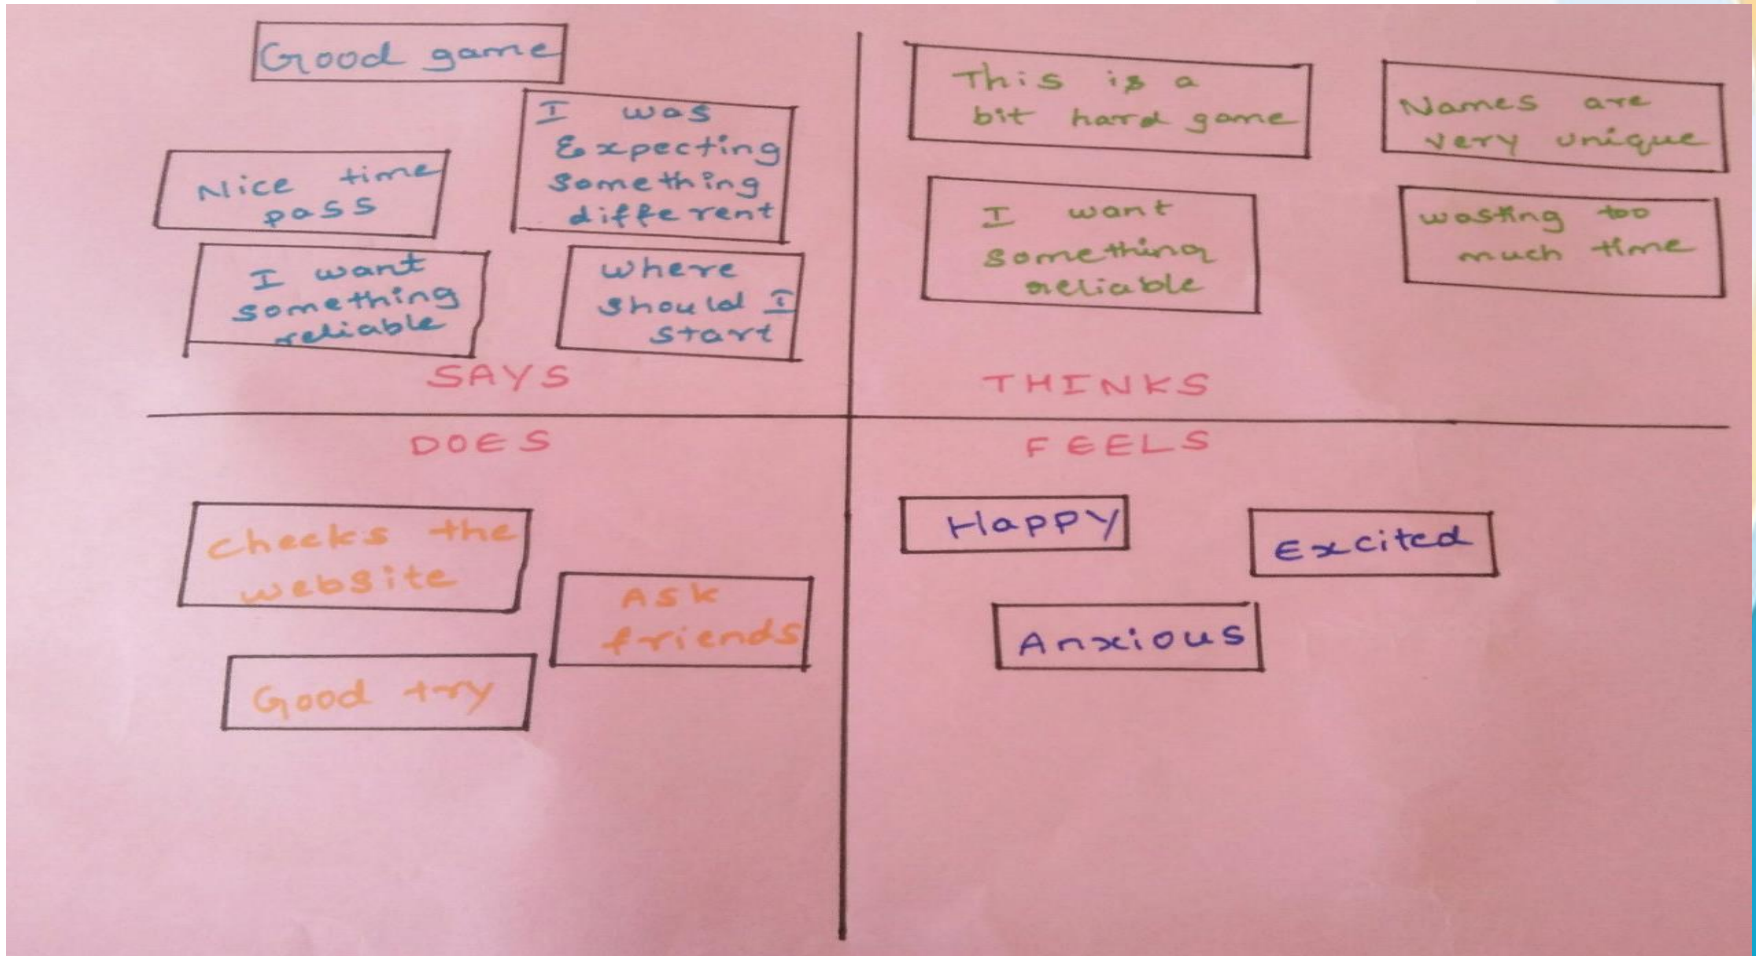 Good game
I was
Expecting
something
different
Nice time
pass
I want
something
reliable
where
should I
start
SAYS
This is a
bit hard game
Names are
very unique
I want
something
reliable
wasting too
much time
THINKS
DOES
Checks the
website
Ask
friends
Good try
FEELS
Happy
Excited
Anxious